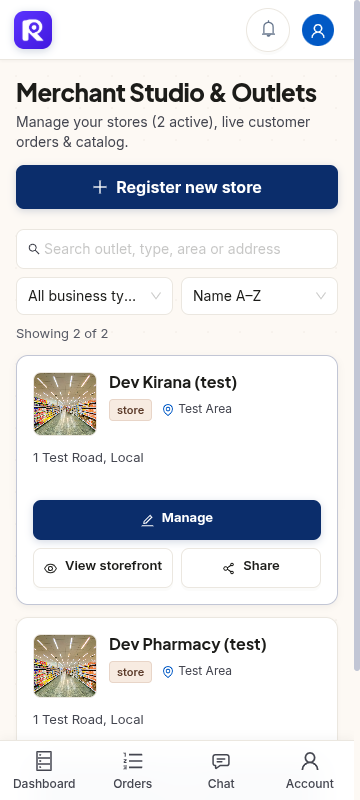 Merchant Studio & Outlets
Manage your stores (2 active), live customer
orders & catalog.
Register new store
Search outlet, type, area or address
All business ty...
Name A–Z
Showing 2 of 2
Dev Kirana (test)
store
Test Area
1 Test Road, Local
Manage
View storefront
Share
Dev Pharmacy (test)
store
Test Area
1 Test Road, Local
Dashboard
Orders
Chat
Account